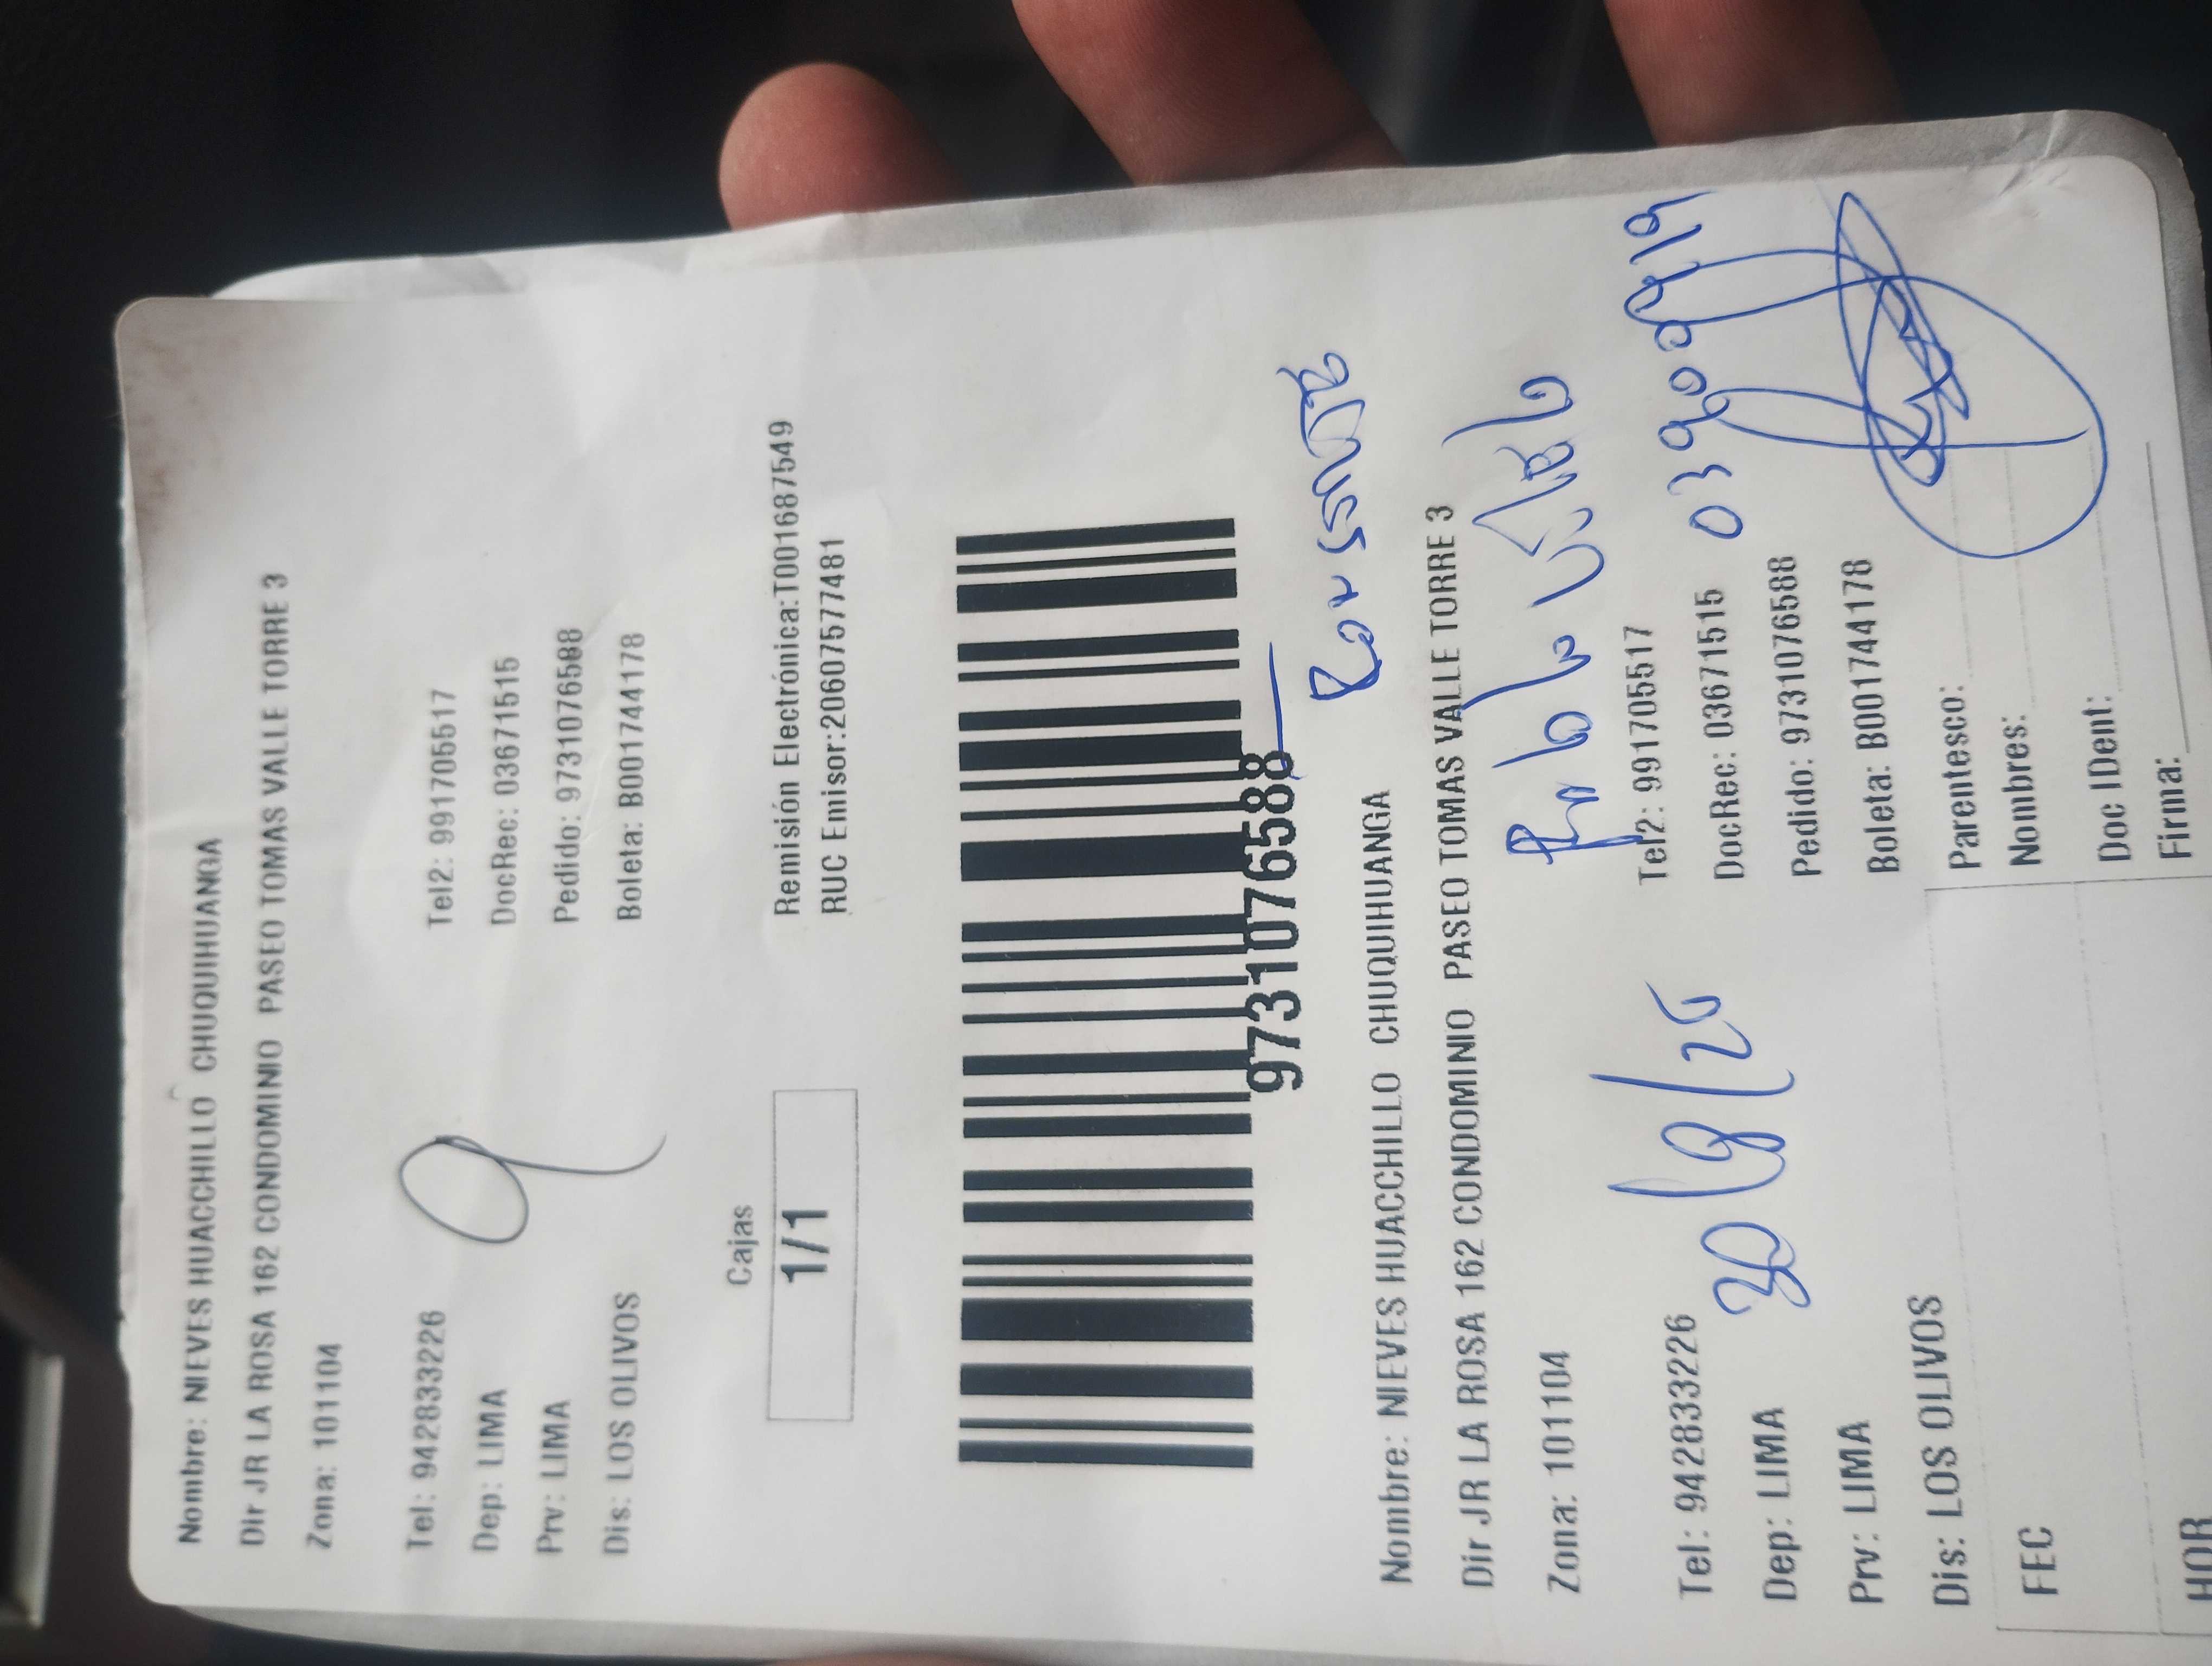 Nombre: NIEVES HUACCHILLO CHUQUIHUANGA
Dir JR LA ROSA 162 CONDOMINIO PASEO TOMAS VALLE TORRE 3
Zona: 101104
Tel: 942833226 Tel2: 991705517
Dep: LIMA DocRec: 03671515
Prv: LIMA Pedido: 9731076588
Dis: LOS OLIVOS Boleta: B001744178
Cajas
1/1
Remisión Electrónica:T001687549
RUC Emisor:20607577481
9731076588
Nombre: NIEVES HUACCHILLO CHUQUIHUANGA
Dir JR LA ROSA 162 CONDOMINIO PASEO TOMAS VALLE TORRE 3
Zona: 101104
Tel: 942833226 Tel2: 991705517
30/8/25
Dep: LIMA DocRec: 03671515
Prv: LIMA Pedido: 9731076588
Dis: LOS OLIVOS Boleta: B001744178
FEC Parentesco:
Nombres:
Doc IDent:
HOR Firma: